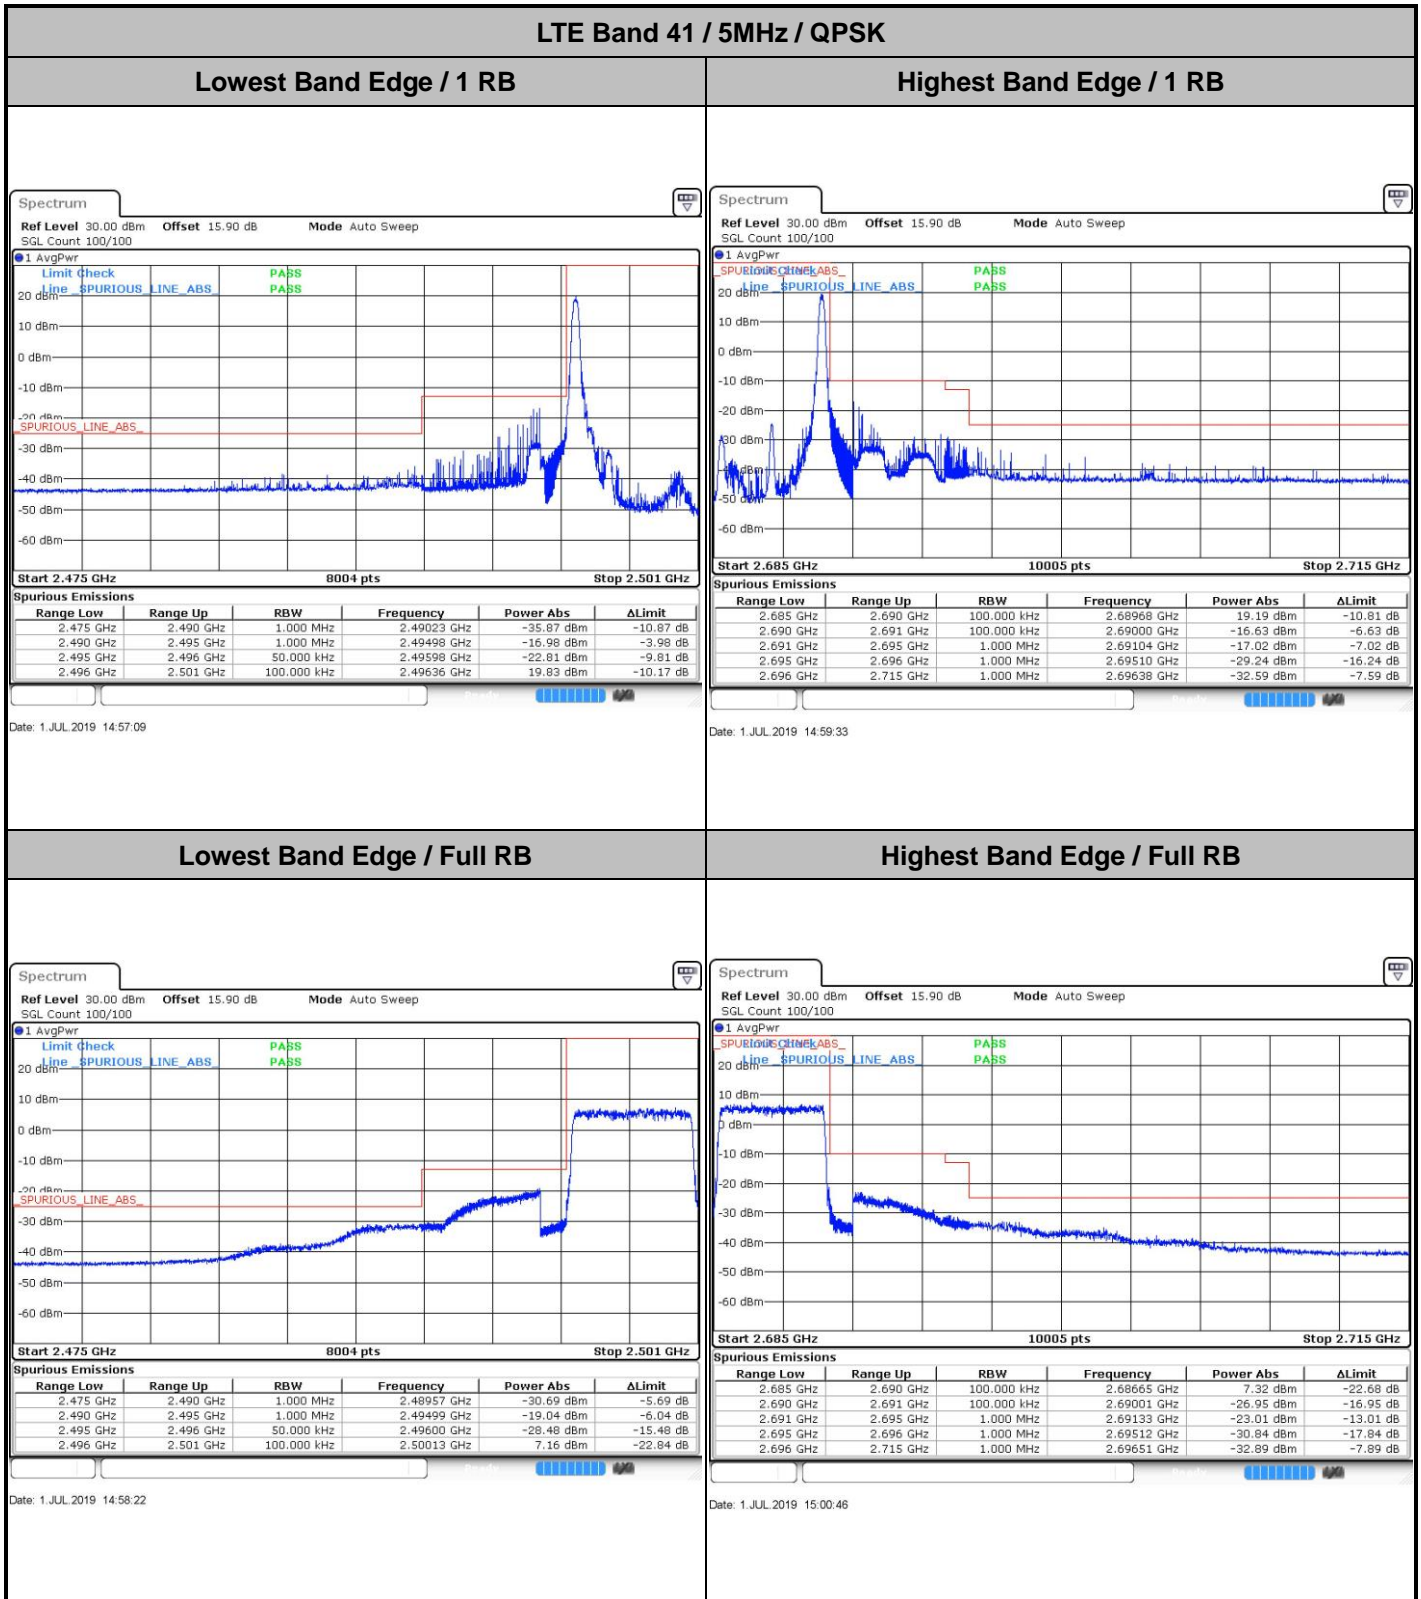 LTE Band 41 / 5MHz / QPSK
Lowest Band Edge / 1 RB
Highest Band Edge / 1 RB
Spectrum
Ref Level 30.00 dBm Offset 15.90 dB Mode Auto Sweep
SGL Count 100/100
1 AvgPwr
Limit Check PASS
Line _SPURIOUS_LINE_ABS_ PASS
20 dBm
10 dBm
0 dBm
-10 dBm
-20 dBm
_SPURIOUS_LINE_ABS_
-30 dBm
-40 dBm
-50 dBm
-60 dBm
Start 2.475 GHz 8004 pts Stop 2.501 GHz
Spurious Emissions
Range Low Range Up RBW Frequency Power Abs ΔLimit
2.475 GHz 2.490 GHz 1.000 MHz 2.49023 GHz -35.87 dBm -10.87 dB
2.490 GHz 2.495 GHz 1.000 MHz 2.49498 GHz -16.98 dBm -3.98 dB
2.495 GHz 2.496 GHz 50.000 kHz 2.49598 GHz -22.81 dBm -9.81 dB
2.496 GHz 2.501 GHz 100.000 kHz 2.49636 GHz 19.83 dBm -10.17 dB
Ready
Date: 1.JUL.2019 14:57:09
Spectrum
Ref Level 30.00 dBm Offset 15.90 dB Mode Auto Sweep
SGL Count 100/100
1 AvgPwr
_SPURIOUS_LINE_ABS_
Limit Check PASS
Line _SPURIOUS_LINE_ABS_ PASS
20 dBm
10 dBm
0 dBm
-10 dBm
-20 dBm
-30 dBm
-40 dBm
-50 dBm
-60 dBm
Start 2.685 GHz 10005 pts Stop 2.715 GHz
Spurious Emissions
Range Low Range Up RBW Frequency Power Abs ΔLimit
2.685 GHz 2.690 GHz 100.000 kHz 2.68968 GHz 19.19 dBm -10.81 dB
2.690 GHz 2.691 GHz 100.000 kHz 2.69000 GHz -16.63 dBm -6.63 dB
2.691 GHz 2.695 GHz 1.000 MHz 2.69104 GHz -17.02 dBm -7.02 dB
2.695 GHz 2.696 GHz 1.000 MHz 2.69510 GHz -29.24 dBm -16.24 dB
2.696 GHz 2.715 GHz 1.000 MHz 2.69638 GHz -32.59 dBm -7.59 dB
Ready
Date: 1.JUL.2019 14:59:33
Lowest Band Edge / Full RB
Highest Band Edge / Full RB
Spectrum
Ref Level 30.00 dBm Offset 15.90 dB Mode Auto Sweep
SGL Count 100/100
1 AvgPwr
Limit Check PASS
Line _SPURIOUS_LINE_ABS_ PASS
20 dBm
10 dBm
0 dBm
-10 dBm
-20 dBm
_SPURIOUS_LINE_ABS_
-30 dBm
-40 dBm
-50 dBm
-60 dBm
Start 2.475 GHz 8004 pts Stop 2.501 GHz
Spurious Emissions
Range Low Range Up RBW Frequency Power Abs ΔLimit
2.475 GHz 2.490 GHz 1.000 MHz 2.48957 GHz -30.69 dBm -5.69 dB
2.490 GHz 2.495 GHz 1.000 MHz 2.49499 GHz -19.04 dBm -6.04 dB
2.495 GHz 2.496 GHz 50.000 kHz 2.49600 GHz -28.48 dBm -15.48 dB
2.496 GHz 2.501 GHz 100.000 kHz 2.50013 GHz 7.16 dBm -22.84 dB
Ready
Date: 1.JUL.2019 14:58:22
Spectrum
Ref Level 30.00 dBm Offset 15.90 dB Mode Auto Sweep
SGL Count 100/100
1 AvgPwr
_SPURIOUS_LINE_ABS_
Limit Check PASS
Line _SPURIOUS_LINE_ABS_ PASS
20 dBm
10 dBm
0 dBm
-10 dBm
-20 dBm
-30 dBm
-40 dBm
-50 dBm
-60 dBm
Start 2.685 GHz 10005 pts Stop 2.715 GHz
Spurious Emissions
Range Low Range Up RBW Frequency Power Abs ΔLimit
2.685 GHz 2.690 GHz 100.000 kHz 2.68665 GHz 7.32 dBm -22.68 dB
2.690 GHz 2.691 GHz 100.000 kHz 2.69001 GHz -26.95 dBm -16.95 dB
2.691 GHz 2.695 GHz 1.000 MHz 2.69133 GHz -23.01 dBm -13.01 dB
2.695 GHz 2.696 GHz 1.000 MHz 2.69512 GHz -30.84 dBm -17.84 dB
2.696 GHz 2.715 GHz 1.000 MHz 2.69651 GHz -32.89 dBm -7.89 dB
Ready
Date: 1.JUL.2019 15:00:46